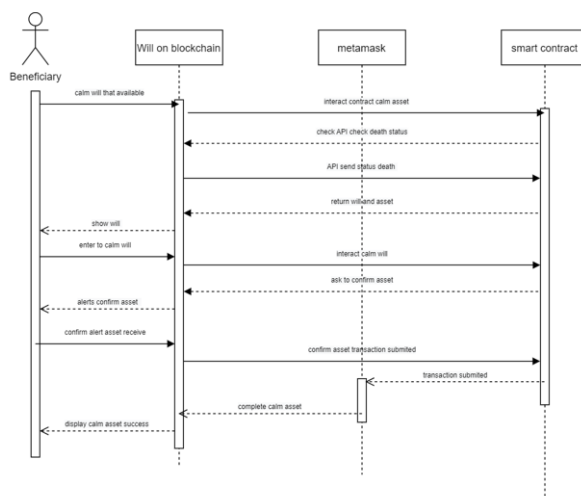 Will on blockchain
metamask
smart contract
Beneficiary
calm will that available
interact contract calm asset
check API check death status
API send status death
return will and asset
show will
enter to calm will
interact calm will
ask to confirm asset
alerts confirm asset
confirm alert asset receive
confirm asset transaction submited
transaction submited
complete calm asset
display calm asset success